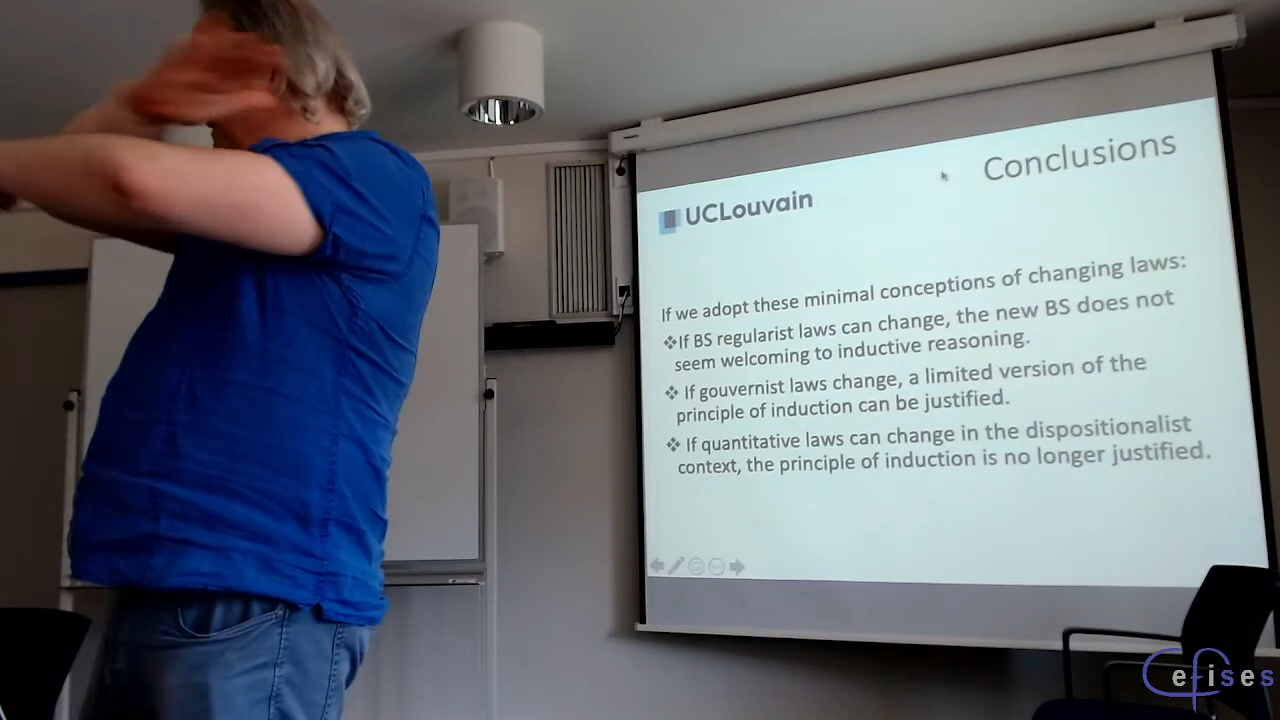 Conclusions
UCLouvain
If we adopt these minimal conceptions of changing laws:
❖If BS regularist laws can change, the new BS does not
seem welcoming to inductive reasoning.
❖ If gouvernist laws change, a limited version of the
principle of induction can be justified.
❖ If quantitative laws can change in the dispositionalist
context, the principle of induction is no longer justified.
Cefises